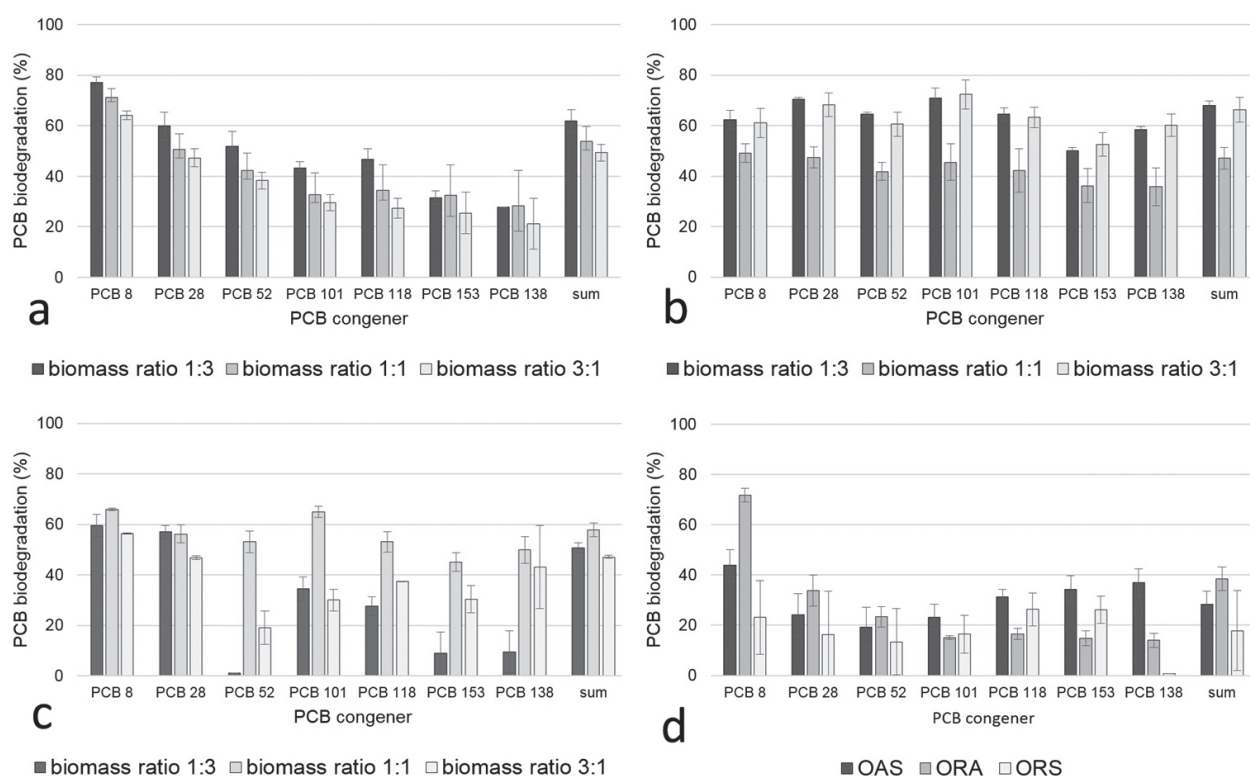 100
80
60
40
20
0
PCB biodegradation (%)
PCB 8 PCB 28 PCB 52 PCB 101 PCB 118 PCB 153 PCB 138 sum
PCB congener
a
■ biomass ratio 1:3 ■ biomass ratio 1:1 □ biomass ratio 3:1
100
80
60
40
20
0
PCB biodegradation (%)
PCB 8 PCB 28 PCB 52 PCB 101 PCB 118 PCB 153 PCB 138 sum
PCB congener
b
■ biomass ratio 1:3 ■ biomass ratio 1:1 □ biomass ratio 3:1
100
80
60
40
20
0
PCB biodegradation (%)
PCB 8 PCB 28 PCB 52 PCB 101 PCB 118 PCB 153 PCB 138 sum
PCB congener
c
■ biomass ratio 1:3 ■ biomass ratio 1:1 □ biomass ratio 3:1
100
80
60
40
20
0
PCB biodegradation (%)
PCB 8 PCB 28 PCB 52 PCB 101 PCB 118 PCB 153 PCB 138 sum
PCB congener
d
■ OAS ■ ORA □ ORS